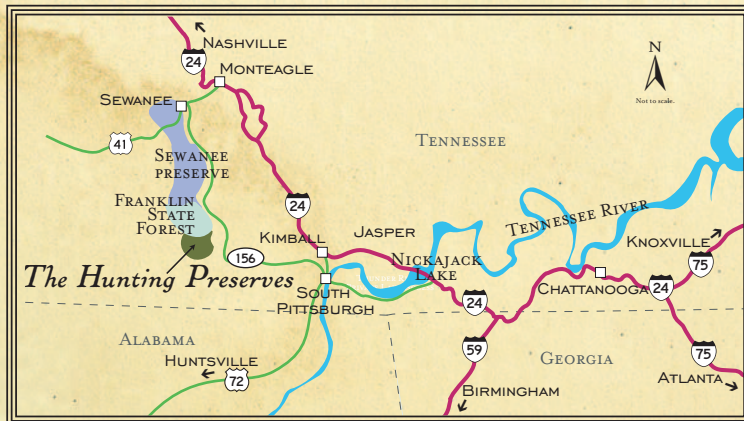 NASHVILLE
24
MONTEAGLE
N
Not to scale.
SEWANEE
41
TENNESSEE
SEWANEE
PRESERVE
FRANKLIN
STATE
FOREST
24
TENNESSEE RIVER
KIMBALL
JASPER
KNOXVILLE
75
156
NICKAJACK
LAKE
The Hunting Preserves
SOUTH
PITTSBURGH
CHATTANOOGA
24
24
ALABAMA
59
GEORGIA
75
HUNTSVILLE
72
ATLANTA
BIRMINGHAM